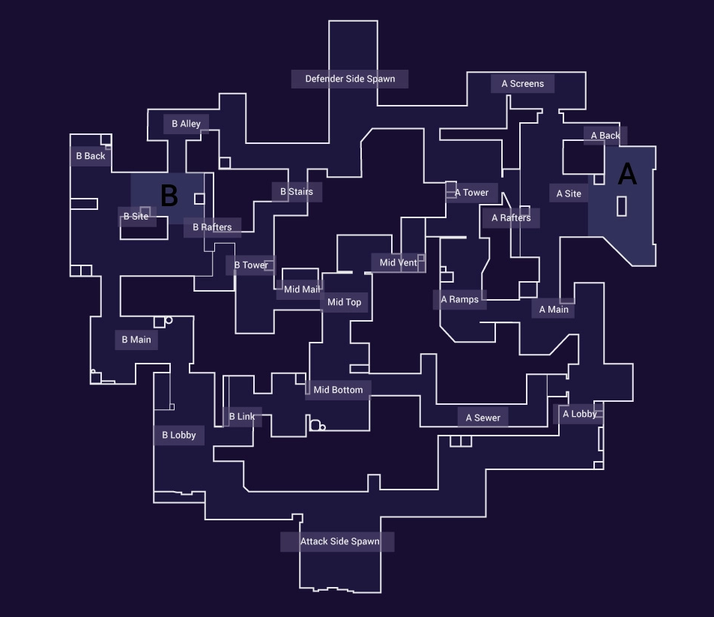 Defender Side Spawn
A Screens
B Alley
A Back
B Back
A
B
B Stairs
A Tower
A Site
B Site
B Rafters
A Rafters
B Tower
Mid Vent
Mid Mail
Mid Top
A Ramps
A Main
B Main
Mid Bottom
B Link
A Sewer
A Lobby
B Lobby
Attack Side Spawn